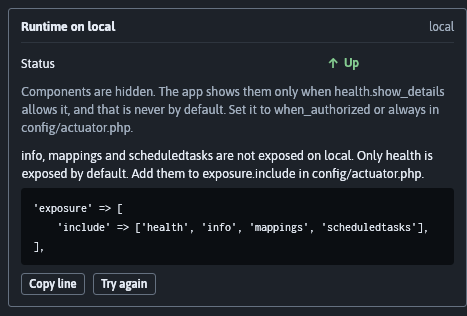 Runtime on local
local
Status
↑ Up
Components are hidden. The app shows them only when health.show_details
allows it, and that is never by default. Set it to when_authorized or always in
config/actuator.php.
info, mappings and scheduledtasks are not exposed on local. Only health is
exposed by default. Add them to exposure.include in config/actuator.php.
'exposure' => [
    'include' => ['health', 'info', 'mappings', 'scheduledtasks'],
],
Copy line
Try again